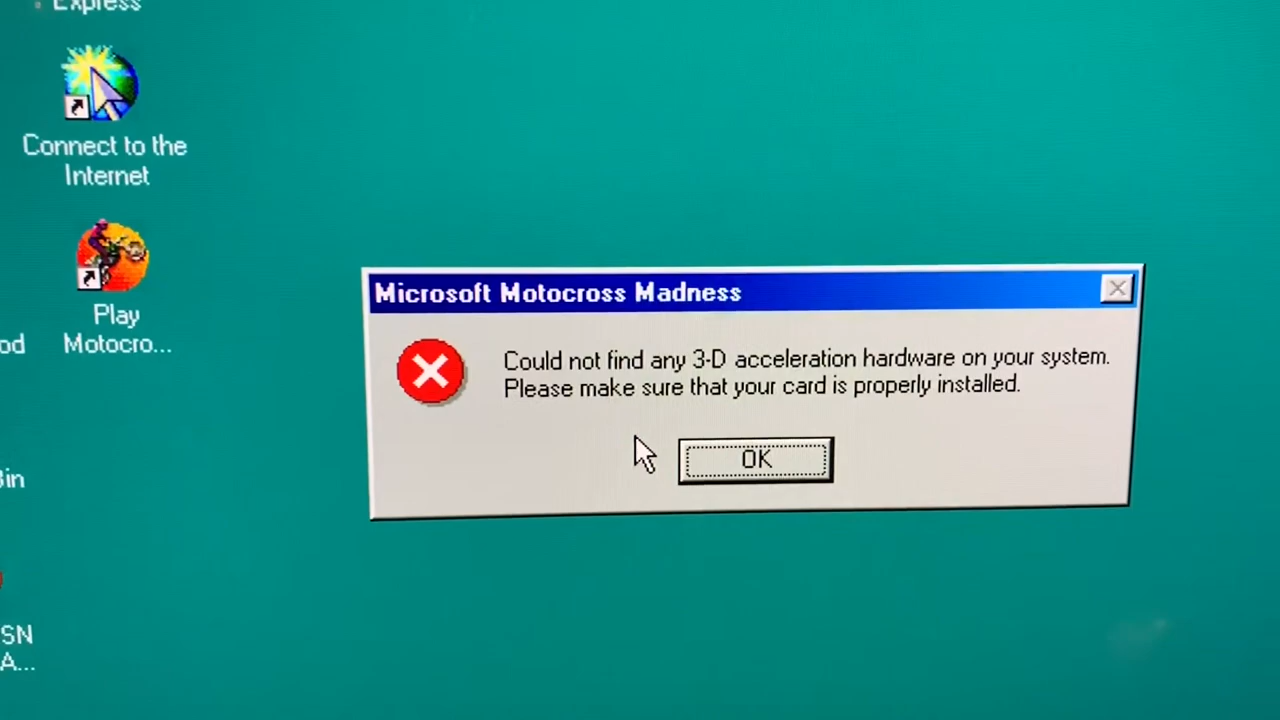 Express
Connect to the
Internet
Play
Motocro...
od
Bin
SN
A...
Microsoft Motocross Madness
Could not find any 3-D acceleration hardware on your system.
Please make sure that your card is properly installed.
OK